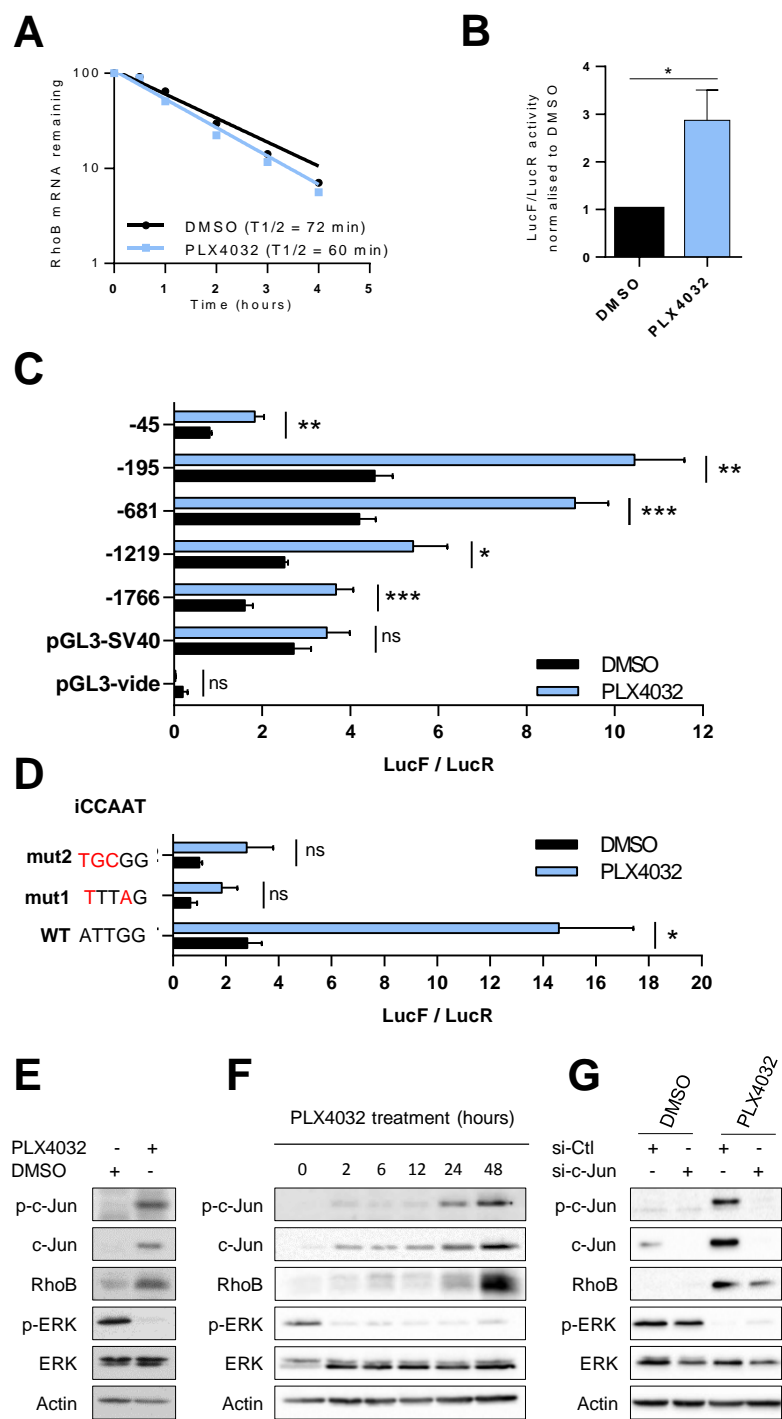 A
100
10
1
RhoB mRNA remaining
DMSO (T1/2 = 72 min)
PLX4032 (T1/2 = 60 min)
0 1 2 3 4 5
Time (hours)
B
*
4
3
2
1
0
LucF/LucR activity
normalised to DMSO
DMSO
PLX4032
C
-45
**
-195
**
-681
***
-1219
*
-1766
***
pGL3-SV40
ns
pGL3-vide
ns
DMSO
PLX4032
0 2 4 6 8 10 12
LucF / LucR
D
iCCAAT
mut2 TGCGG
ns
mut1 TTTAG
ns
WT ATTGG
*
DMSO
PLX4032
0 2 4 6 8 10 12 14 16 18 20
LucF / LucR
E
PLX4032 - +
DMSO + -
p-c-Jun
c-Jun
RhoB
p-ERK
ERK
Actin
F
PLX4032 treatment (hours)
0 2 6 12 24 48
p-c-Jun
c-Jun
RhoB
p-ERK
ERK
Actin
G
DMSO
PLX4032
si-Ctl + - + -
si-c-Jun - + - +
p-c-Jun
c-Jun
RhoB
p-ERK
ERK
Actin